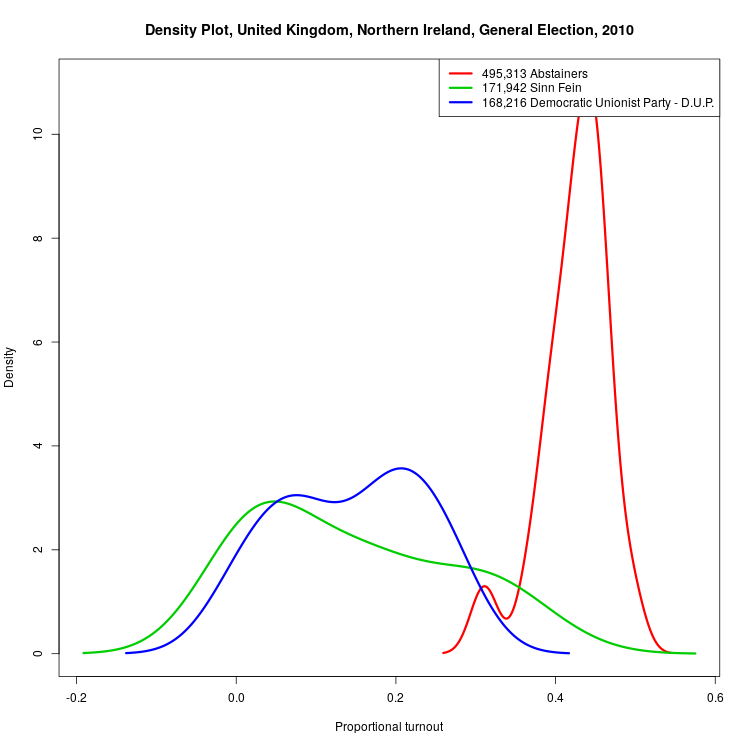 Density Plot, United Kingdom, Northern Ireland, General Election, 2010
495,313 Abstainers
171,942 Sinn Fein
168,216 Democratic Unionist Party - D.U.P.
10
8
6
4
2
0
Density
-0.2 0.0 0.2 0.4 0.6
Proportional turnout